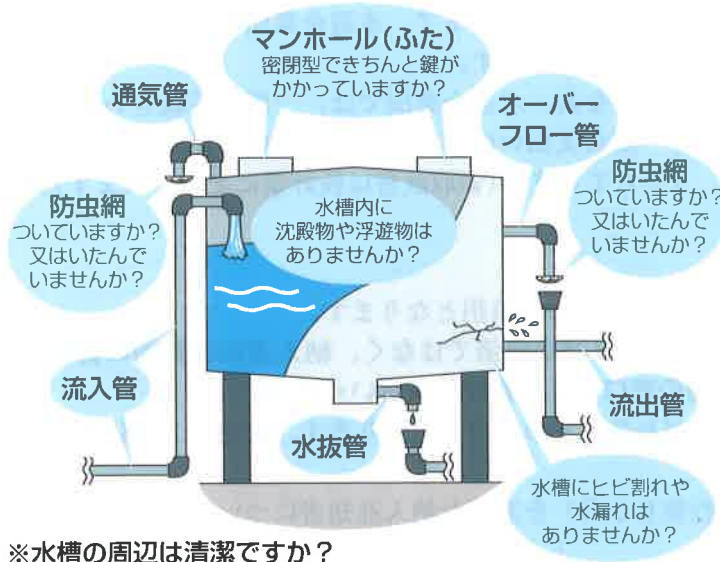 マンホール(ふた)
密閉型できちんと鍵が
かかっていますか？
通気管
オーバー
フロー管
防虫網
ついていますか？
又はいたんで
いませんか？
水槽内に
沈殿物や浮遊物は
ありませんか？
防虫網
ついていますか？
又はいたんで
いませんか？
流入管
水抜管
流出管
水槽にヒビ割れや
水漏れは
ありませんか？
※水槽の周辺は清潔ですか？